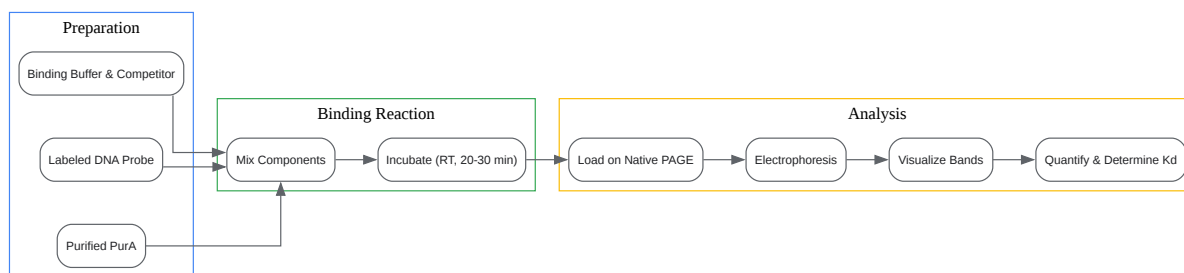 Preparation
Binding Buffer & Competitor
Labeled DNA Probe
Purified PurA
Binding Reaction
Mix Components
Incubate (RT, 20-30 min)
Analysis
Load on Native PAGE
Electrophoresis
Visualize Bands
Quantify & Determine Kd